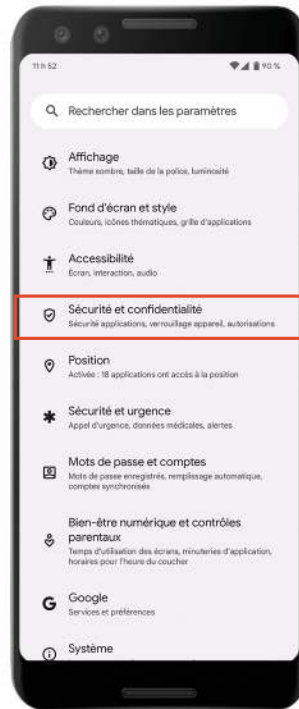 11 h 52
90 %
Rechercher dans les paramètres
Affichage
Thème sombre, taille de la police, luminosité
Fond d'écran et style
Couleurs, icônes thématiques, grille d'applications
Accessibilité
Écran, interaction, audio
Sécurité et confidentialité
Sécurité applications, verrouillage appareil, autorisations
Position
Activée : 18 applications ont accès à la position
Sécurité et urgence
Appel d'urgence, données médicales, alertes
Mots de passe et comptes
Mots de passe enregistrés, remplissage automatique,
comptes synchronisés
Bien-être numérique et contrôles
parentaux
Temps d'utilisation des écrans, minuteries d'application,
horaires pour l'heure du coucher
Google
Services et préférences
Système